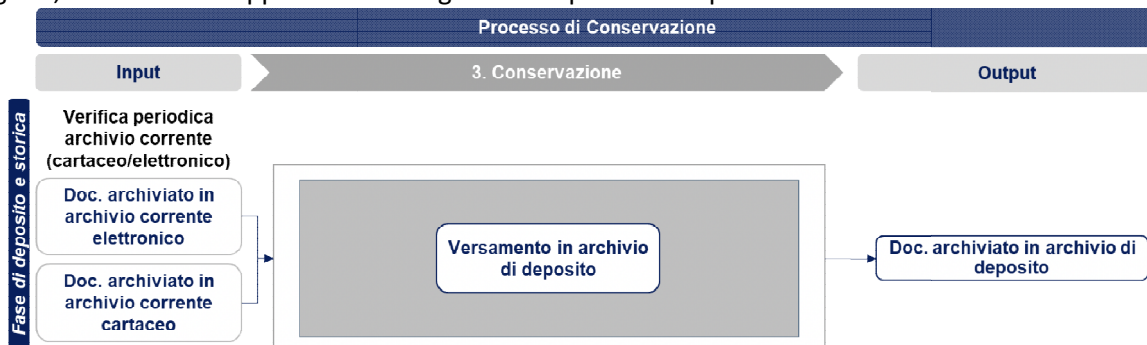 Processo di Conservazione
Input
3. Conservazione
Output
Fase di deposito e storica
Verifica periodica
archivio corrente
(cartaceo/elettronico)
Doc. archiviato in
archivio corrente
elettronico
Doc. archiviato in
archivio corrente
cartaceo
Versamento in archivio
di deposito
Doc. archiviato in archivio di
deposito